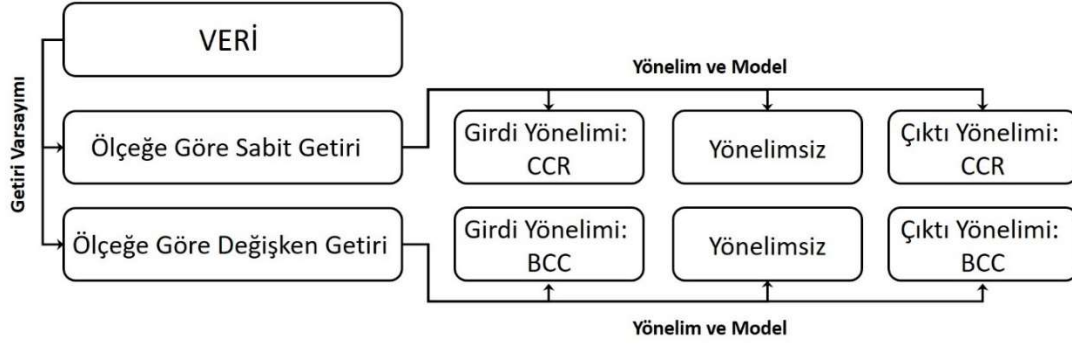 VERİ
Getiri Varsayımı
Yönelim ve Model
Ölçeğe Göre Sabit Getiri
Girdi Yönelimi:
CCR
Yönelimsiz
Çıktı Yönelimi:
CCR
Ölçeğe Göre Değişken Getiri
Girdi Yönelimi:
BCC
Yönelimsiz
Çıktı Yönelimi:
BCC
Yönelim ve Model